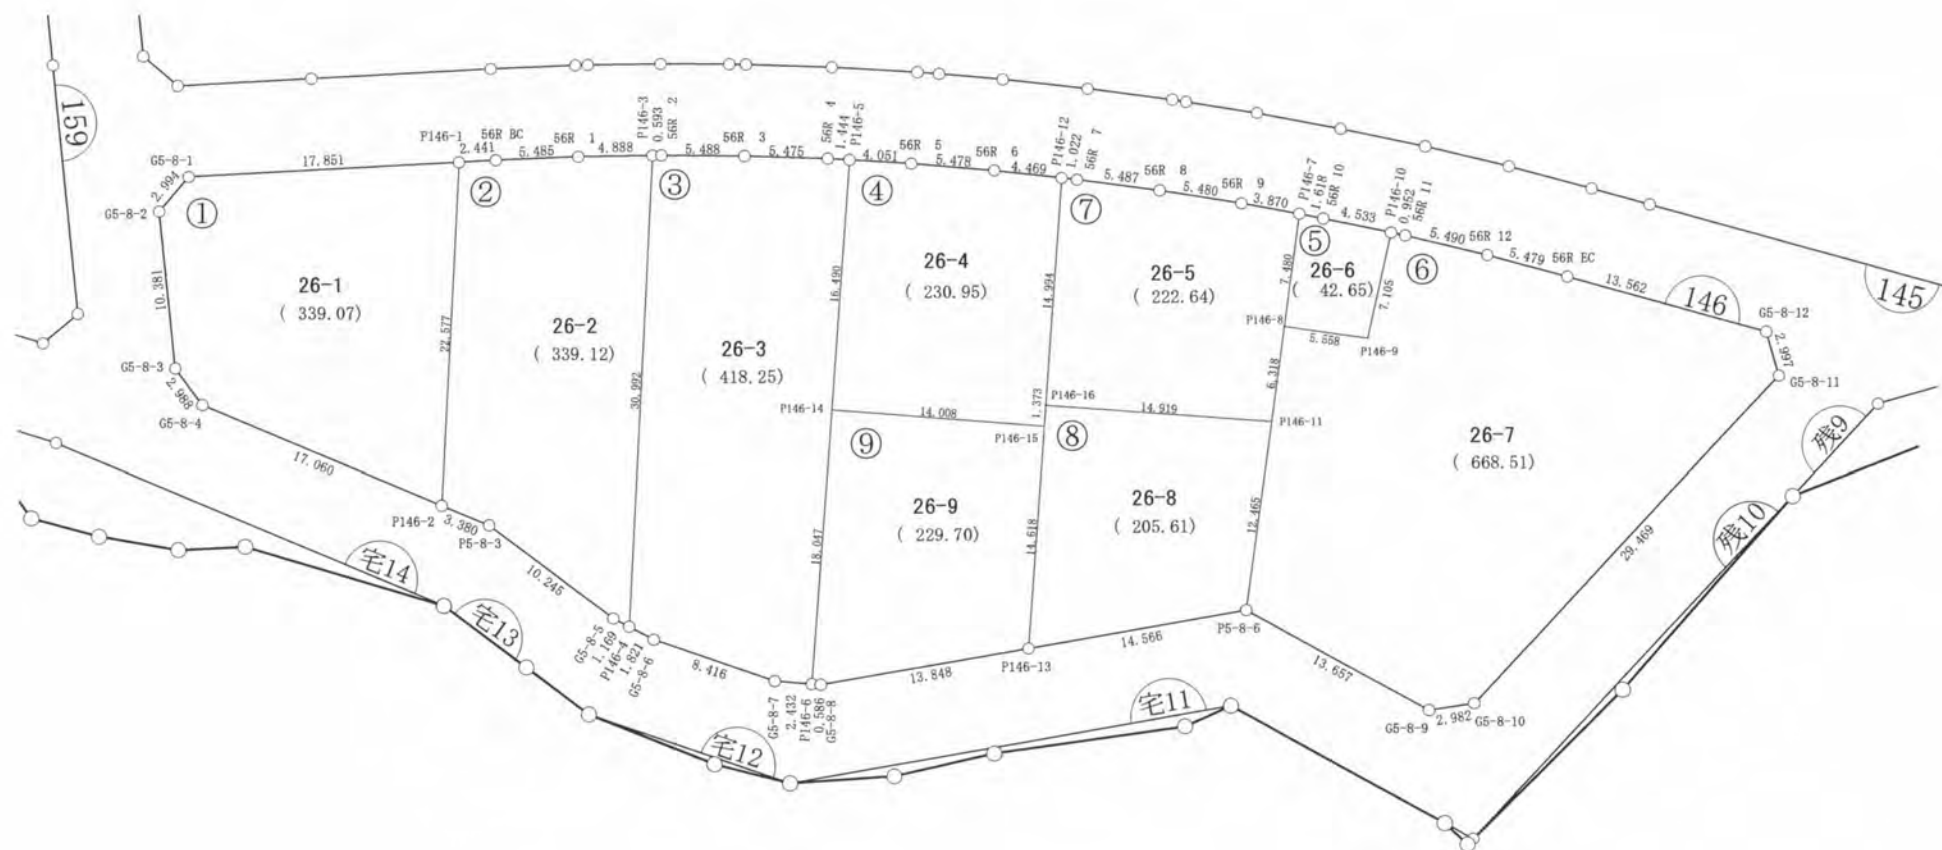 159
G5-8-1
2.994
G5-8-2
①
17.851
10.381
G5-8-3
2.988
G5-8-4
17.060
26-1
( 339.07)
P146-1
56R BC
2.441
②
22.577
P146-2
3.380
P5-8-3
5.485
56R 1
4.888
26-2
( 339.12)
10.245
P146-3
0.593
56R 2
③
30.992
G5-8-5
1.169
P146-4
1.821
G5-8-6
5.488
56R 3
5.475
26-3
( 418.25)
8.416
56R 4
1.444
P146-5
④
16.490
P146-14
⑨
18.047
G5-8-7
2.432
P146-6
0.586
G5-8-8
4.051
56R 5
5.478
56R 6
4.469
26-4
( 230.95)
14.008
P146-15
26-9
( 229.70)
13.848
P146-12
1.022
56R 7
⑦
14.994
1.373
P146-16
⑧
14.618
P146-13
5.487
56R 8
5.480
56R 9
3.870
26-5
( 222.64)
14.919
P146-11
26-8
( 205.61)
14.566
P5-8-6
P146-7
1.618
56R 10
⑤
7.480
26-6
( 42.65)
P146-8
5.558
P146-9
7.105
6.318
12.465
4.533
P146-10
0.952
56R 11
⑥
5.490
56R 12
5.479
56R EC
13.562
146
145
G5-8-12
2.997
G5-8-11
26-7
( 668.51)
29.469
13.657
G5-8-9
2.982
G5-8-10
残9
残10
宅14
宅13
宅12
宅11